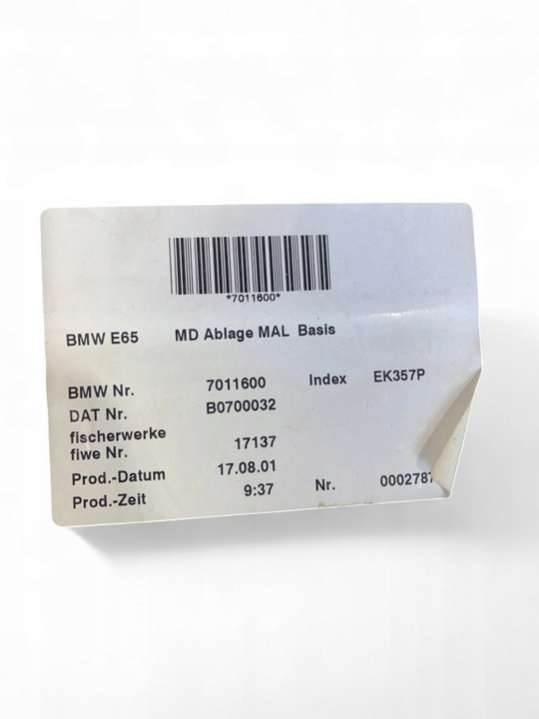 *7011600*
BMW E65 MD Ablage MAL Basis
BMW Nr. 7011600 Index EK357P
DAT Nr. B0700032
fischerwerke
fiwe Nr. 17137
Prod.-Datum 17.08.01
Prod.-Zeit 9:37 Nr. 0002787